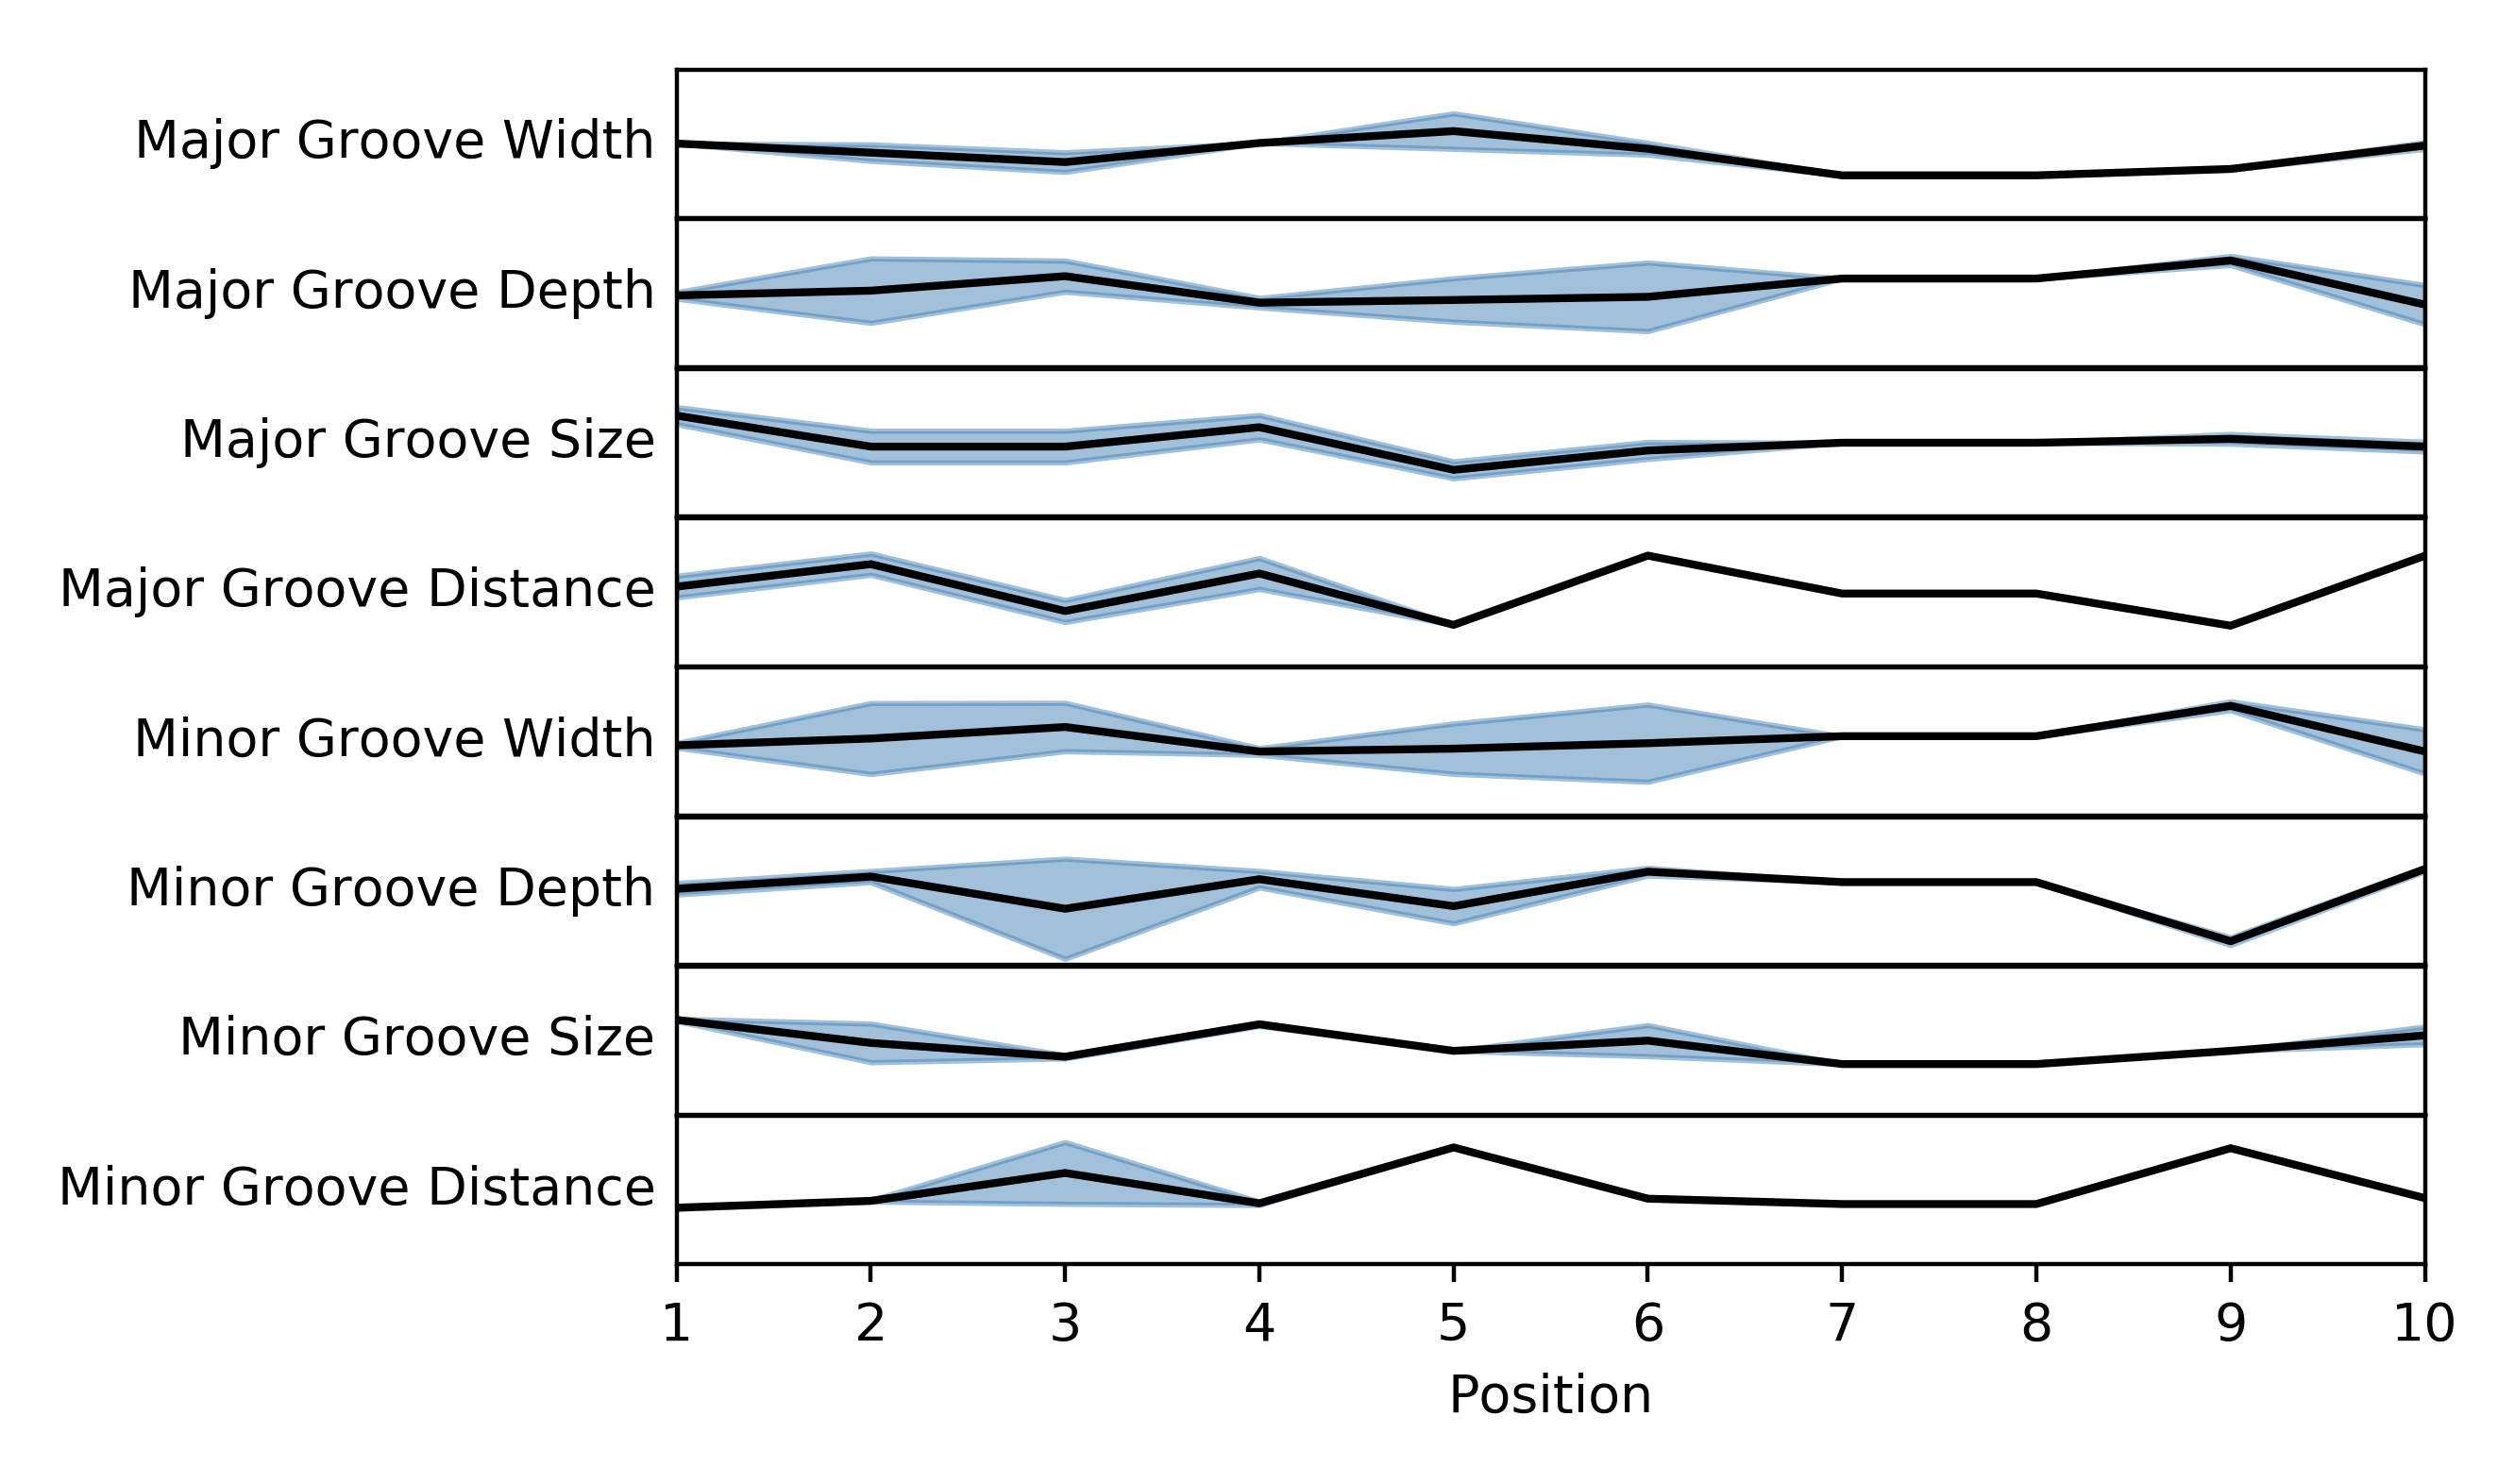 Major Groove Width
Major Groove Depth
Major Groove Size
Major Groove Distance
Minor Groove Width
Minor Groove Depth
Minor Groove Size
Minor Groove Distance
1 2 3 4 5 6 7 8 9 10
Position